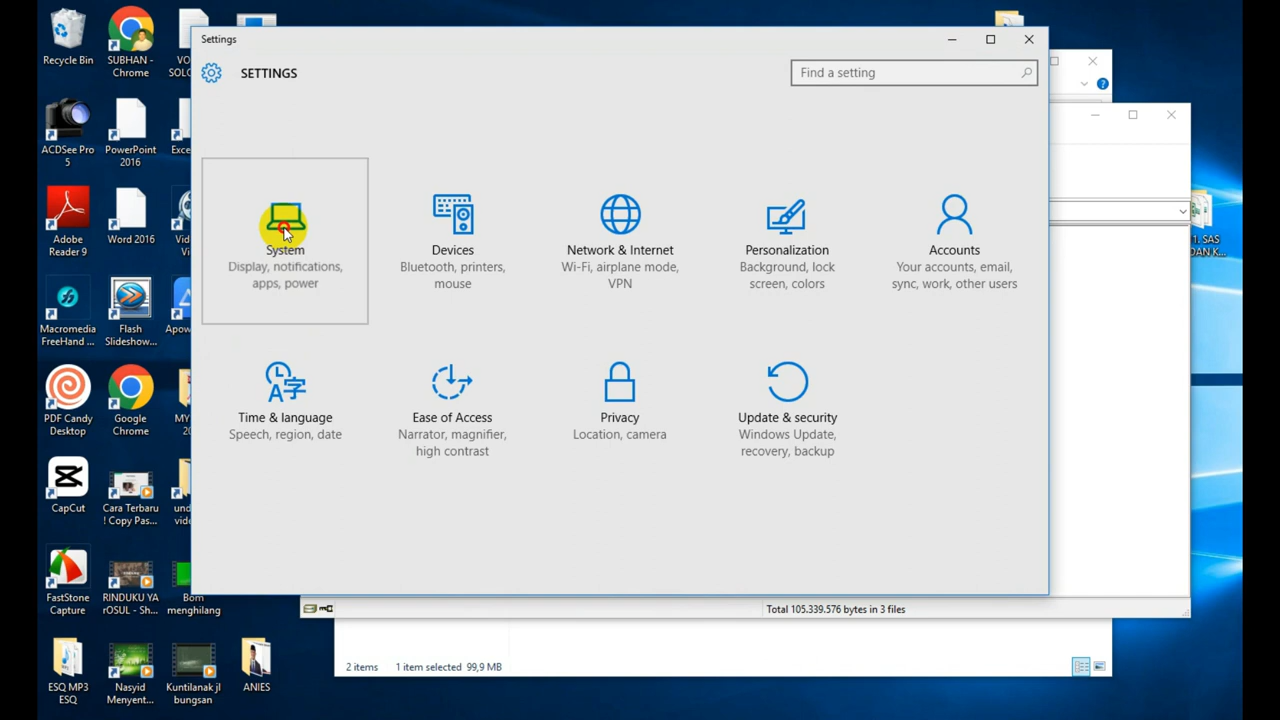 Recycle Bin
SUBHAN -
Chrome
ACDSee Pro
5
PowerPoint
2016
Adobe
Reader 9
Word 2016
Macromedia
FreeHand ...
Flash
Slideshow...
PDF Candy
Desktop
Google
Chrome
CapCut
Cara Terbaru
! Copy Pas...
FastStone
Capture
RINDUKU YA
rOSUL - Sh...
Bom
menghilang
ESQ MP3
ESQ
Nasyid
Menyent...
Kuntilanak jl
bungsan
ANIES
Settings
SETTINGS
Find a setting
System
Display, notifications,
apps, power
Devices
Bluetooth, printers,
mouse
Network & Internet
Wi-Fi, airplane mode,
VPN
Personalization
Background, lock
screen, colors
Accounts
Your accounts, email,
sync, work, other users
Time & language
Speech, region, date
Ease of Access
Narrator, magnifier,
high contrast
Privacy
Location, camera
Update & security
Windows Update,
recovery, backup
Total 105.339.576 bytes in 3 files
2 items
1 item selected 99,9 MB
1. SAS
DAN K...